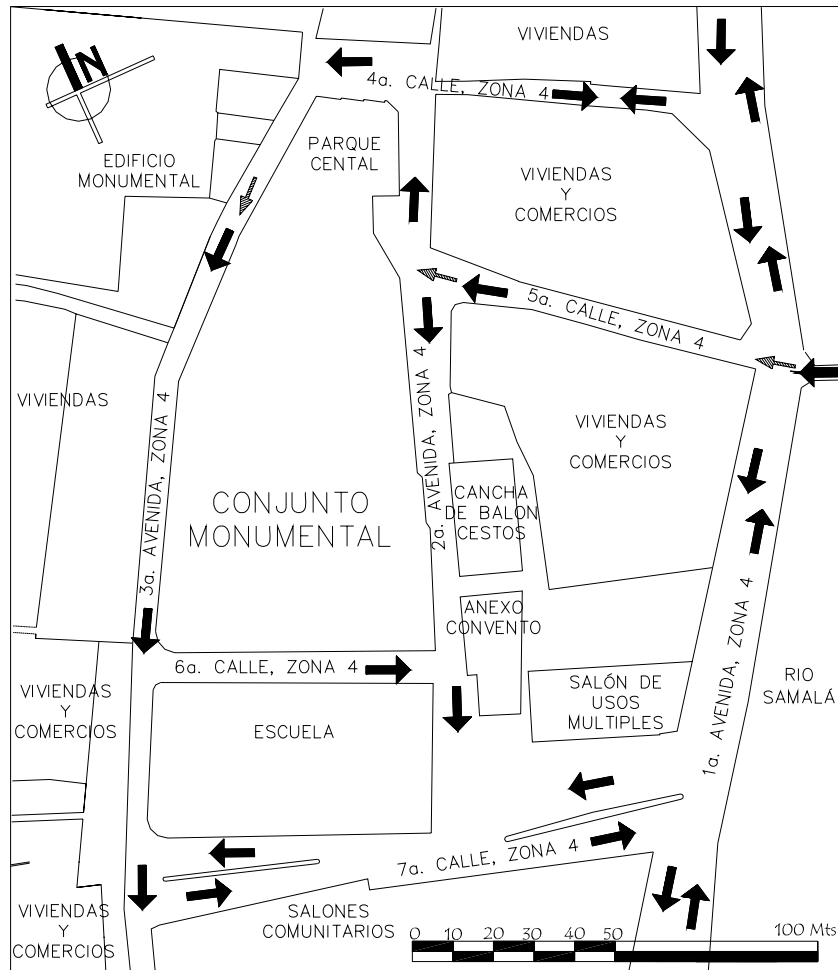 VIVIENDAS
N
4a. CALLE, ZONA 4
PARQUE
CENTAL
EDIFICIO
MONUMENTAL
VIVIENDAS
Y
COMERCIOS
5a. CALLE, ZONA 4
VIVIENDAS
3a. AVENIDA, ZONA 4
2a. AVENIDA, ZONA 4
VIVIENDAS
Y
COMERCIOS
CONJUNTO
MONUMENTAL
CANCHA
DE BALON
CESTOS
ANEXO
CONVENTO
1a. AVENIDA, ZONA 4
6a. CALLE, ZONA 4
SALÓN DE
USOS
MULTIPLES
RIO
SAMALÁ
VIVIENDAS
Y
COMERCIOS
ESCUELA
7a. CALLE, ZONA 4
VIVIENDAS
Y
COMERCIOS
SALONES
COMUNITARIOS
0 10 20 30 40 50 100 Mts